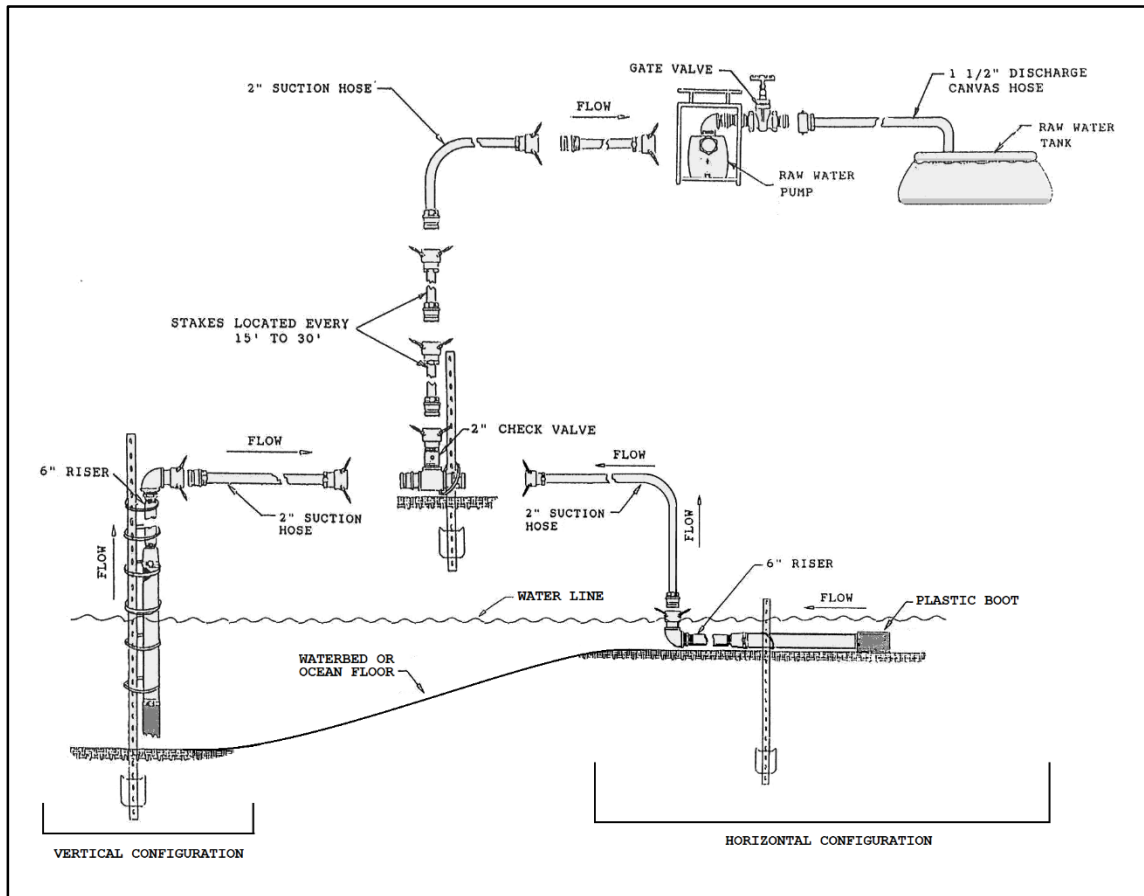 GATE VALVE
1 1/2" DISCHARGE
CANVAS HOSE
2" SUCTION HOSE
FLOW
RAW WATER
TANK
RAW WATER
PUMP
STAKES LOCATED EVERY
15' TO 30'
2" CHECK VALVE
FLOW
FLOW
6" RISER
2" SUCTION
HOSE
2" SUCTION
HOSE
FLOW
FLOW
6" RISER
WATER LINE
FLOW
PLASTIC BOOT
WATERBED OR
OCEAN FLOOR
HORIZONTAL CONFIGURATION
VERTICAL CONFIGURATION